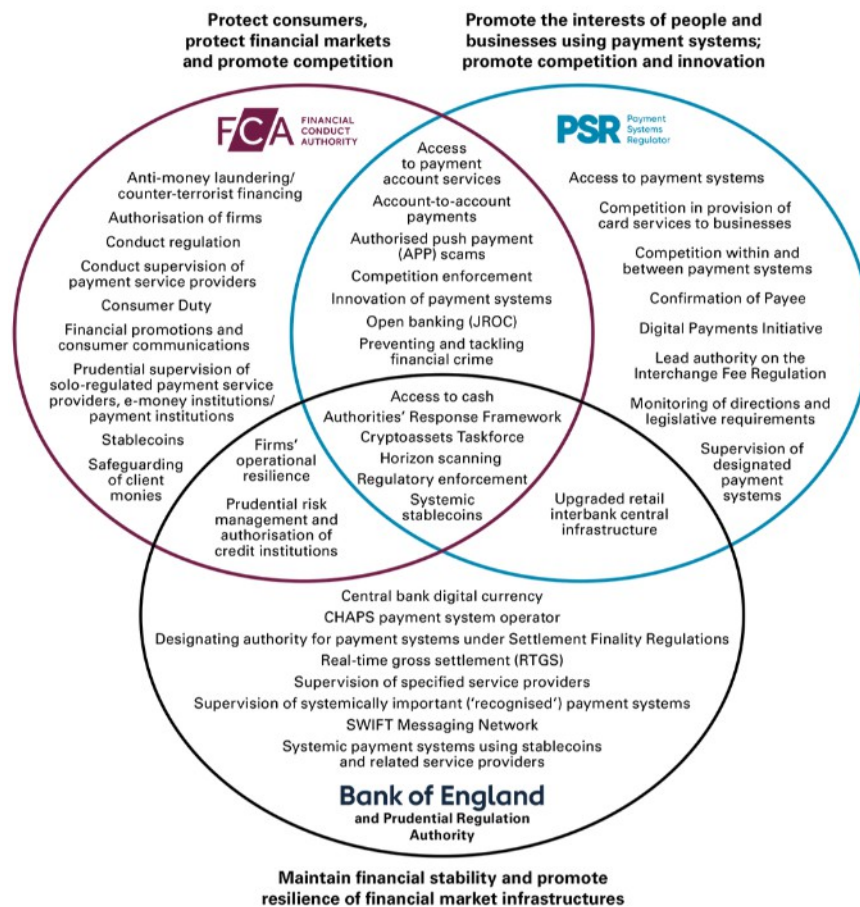 Protect consumers,
protect financial markets
and promote competition
Promote the interests of people and
businesses using payment systems;
promote competition and innovation
FCA
FINANCIAL
CONDUCT
AUTHORITY
Anti-money laundering/
counter-terrorist financing
Authorisation of firms
Conduct regulation
Conduct supervision of
payment service providers
Consumer Duty
Financial promotions and
consumer communications
Prudential supervision of
solo-regulated payment service
providers, e-money institutions/
payment institutions
Stablecoins
Safeguarding
of client
monies
Access
to payment
account services
Account-to-account
payments
Authorised push payment
(APP) scams
Competition enforcement
Innovation of payment systems
Open banking (JROC)
Preventing and tackling
financial crime
PSR
Payment
Systems
Regulator
Access to payment systems
Competition in provision of
card services to businesses
Competition within and
between payment systems
Confirmation of Payee
Digital Payments Initiative
Lead authority on the
Interchange Fee Regulation
Monitoring of directions and
legislative requirements
Supervision of
designated
payment
systems
Firms'
operational
resilience
Prudential risk
management and
authorisation of
credit institutions
Access to cash
Authorities' Response Framework
Cryptoassets Taskforce
Horizon scanning
Regulatory enforcement
Systemic
stablecoins
Upgraded retail
interbank central
infrastructure
Central bank digital currency
CHAPS payment system operator
Designating authority for payment systems under Settlement Finality Regulations
Real-time gross settlement (RTGS)
Supervision of specified service providers
Supervision of systemically important ('recognised') payment systems
SWIFT Messaging Network
Systemic payment systems using stablecoins
and related service providers
Bank of England
and Prudential Regulation
Authority
Maintain financial stability and promote
resilience of financial market infrastructures